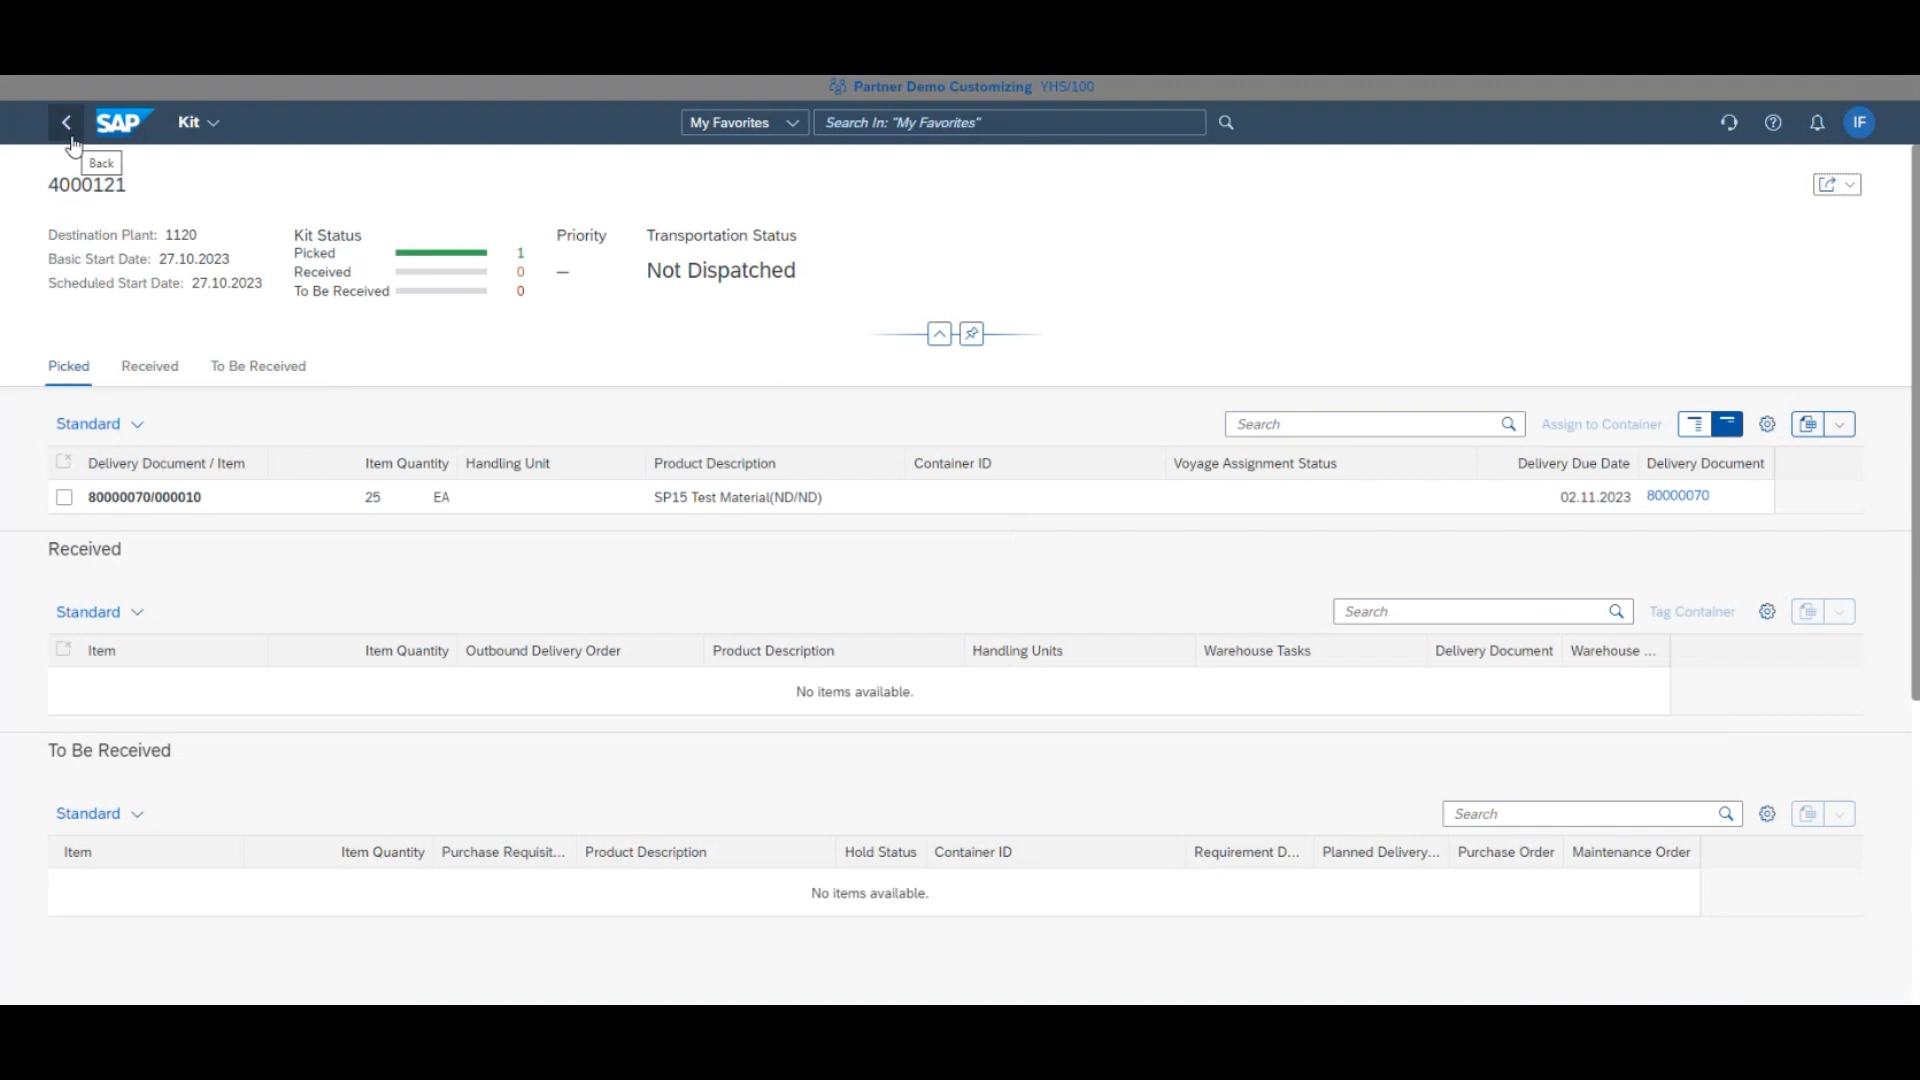 Partner Demo Customizing YHS/100
SAP Kit My Favorites Search In: "My Favorites" IF
Back
4000121
Destination Plant: 1120
Basic Start Date: 27.10.2023
Scheduled Start Date: 27.10.2023
Kit Status
Picked 1
Received 0
To Be Received 0
Priority
–
Transportation Status
Not Dispatched
Picked Received To Be Received
Standard Search Assign to Container
Delivery Document / Item Item Quantity Handling Unit Product Description Container ID Voyage Assignment Status Delivery Due Date Delivery Document
80000070/000010 25 EA SP15 Test Material(ND/ND) 02.11.2023 80000070
Received
Standard Search Tag Container
Item Item Quantity Outbound Delivery Order Product Description Handling Units Warehouse Tasks Delivery Document Warehouse ...
No items available.
To Be Received
Standard Search
Item Item Quantity Purchase Requisit... Product Description Hold Status Container ID Requirement D... Planned Delivery... Purchase Order Maintenance Order
No items available.